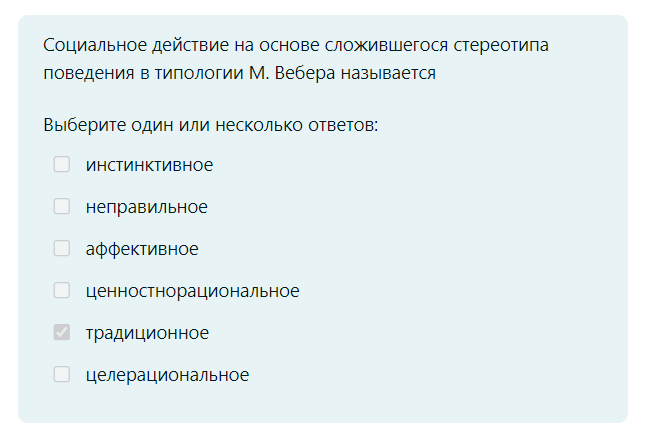 Социальное действие на основе сложившегося стереотипа
поведения в типологии М. Вебера называется
Выберите один или несколько ответов:
инстинктивное
неправильное
аффективное
ценностнорациональное
традиционное
целерациональное